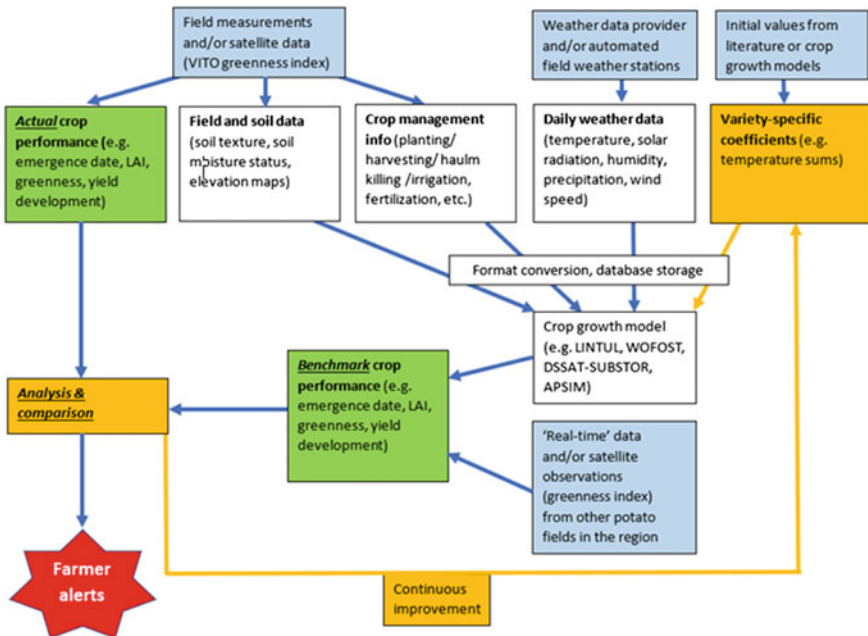 Field measurements
and/or satellite data
(VITO greenness index)
Weather data provider
and/or automated
field weather stations
Initial values from
literature or crop
growth models
Actual crop
performance (e.g.
emergence date, LAI,
greenness, yield
development)
Field and soil data
(soil texture, soil
moisture status,
elevation maps)
Crop management
info (planting/
harvesting/ haulm
killing /irrigation,
fertilization, etc.)
Daily weather data
(temperature, solar
radiation, humidity,
precipitation, wind
speed)
Variety-specific
coefficients (e.g.
temperature sums)
Format conversion, database storage
Crop growth model
(e.g. LINTUL, WOFOST,
DSSAT-SUBSTOR,
APSIM)
Benchmark crop
performance (e.g.
emergence date, LAI,
greenness, yield
development)
Analysis &
comparison
'Real-time' data
and/or satellite
observations
(greenness index)
from other potato
fields in the region
Farmer
alerts
Continuous
improvement